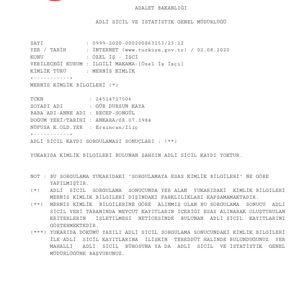 ADALET BAKANLIĞI
ADLİ SİCİL VE İSTATİSTİK GENEL MÜDÜRLÜĞÜ
SAYI :
YER / TARİH : İNTERNET (www.turkiye.gov.tr) / 02.08.2020
KONU : ÖZEL İŞ - İŞÇİ
VERİLECEĞİ KURUM : İLGİLİ MAKAMA-[Özel İş İşçi]
KİMLİK TÜRÜ : MERNİS KİMLİK
MERNİS KİMLİK BİLGİLERİ (*)
TCKN : 24514717504
SOYADI ADI : GÜR DURSUN KAYA
BABA ADI-ANNE ADI : RECEP-SONGÜL
DOĞUM YERİ/TARİHİ : ANKARA/08.07.1984
NÜFUSA K.OLD.YER : Erzincan/İliç
ADLİ SİCİL KAYDI SORGULAMASI SONUÇLARI : (**)
YUKARIDA KİMLİK BİLGİLERİ BULUNAN ŞAHSIN ADLİ SİCİL KAYDI YOKTUR.
NOT : BU SORGULAMA YUKARIDAKİ "SORGULAMAYA ESAS KİMLİK BİLGİLERİ" NE GÖRE
YAPILMIŞTIR.
(*) ADLİ SİCİL SORGULAMA SONUCUNDA YER ALAN YUKARIDAKİ KİMLİK BİLGİLERİ
MERNİS KİMLİK BİLGİLERİ DIŞINDAKİ FARKLILIKLARI KAPSAMAMAKTADIR.
(**) MERNİS KİMLİK BİLGİLERİNE GÖRE ALINMIŞ OLAN BU SORGULAMA SONUCU ADLİ
SİCİL VERİ TABANINDA MEVCUT KAYITLARIN İÇERİĞİ ESAS ALINARAK OLUŞTURULAN
KRİTERLERİN İŞLETİLMESİ NETİCESİNDE BULUNAN ADLİ SİCİL KAYITLARINI
GÖSTERMEKTEDİR.
(***) YUKARIDA DÖKÜMÜ YAZILI ADLİ SİCİL SORGULAMA SONUCUNDAKİ KİMLİK BİLGİLERİ
İLE ADLİ SİCİL KAYITLARINA İLİŞKİN TEREDDÜT HALİNDE BULUNDUĞUNUZ YER
MAHALLİ ADLİ SİCİL BÜROSUNA YA DA ADLİ SİCİL VE İSTATİSTİK GENEL
MÜDÜRLÜĞÜNE BAŞVURUNUZ.